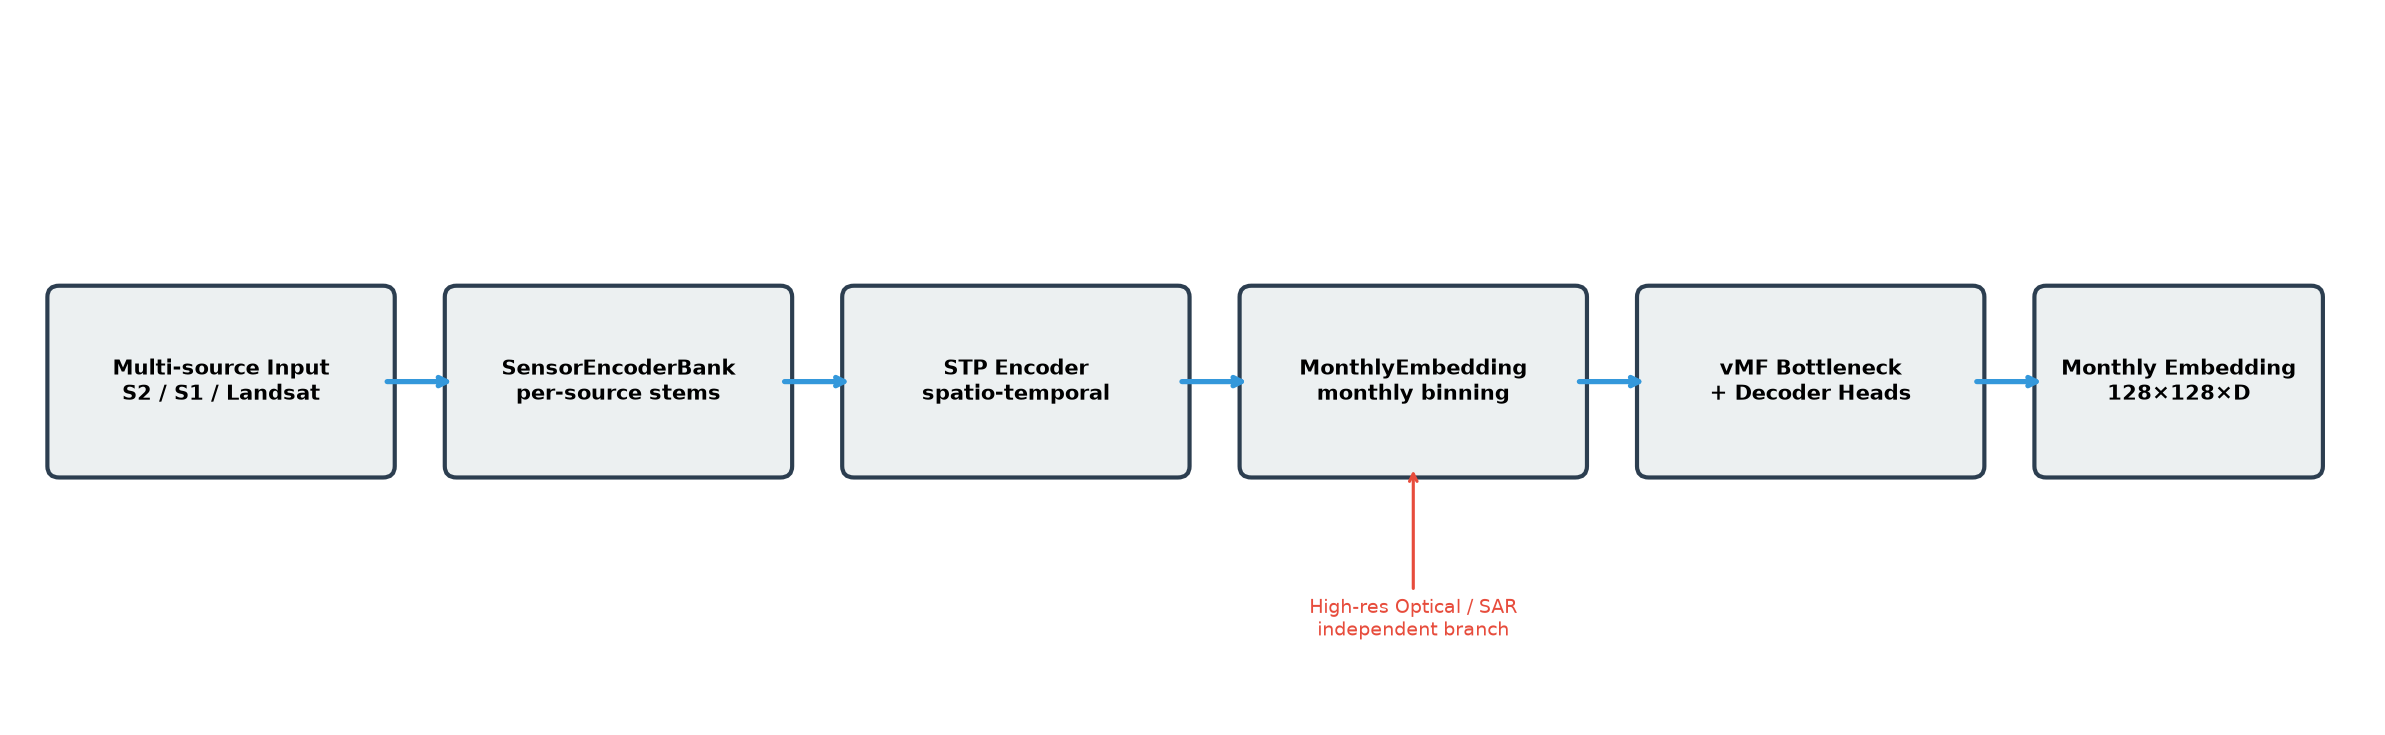 Multi-source Input
S2 / S1 / Landsat
SensorEncoderBank
per-source stems
STP Encoder
spatio-temporal
MonthlyEmbedding
monthly binning
vMF Bottleneck
+ Decoder Heads
Monthly Embedding
128×128×D
High-res Optical / SAR
independent branch